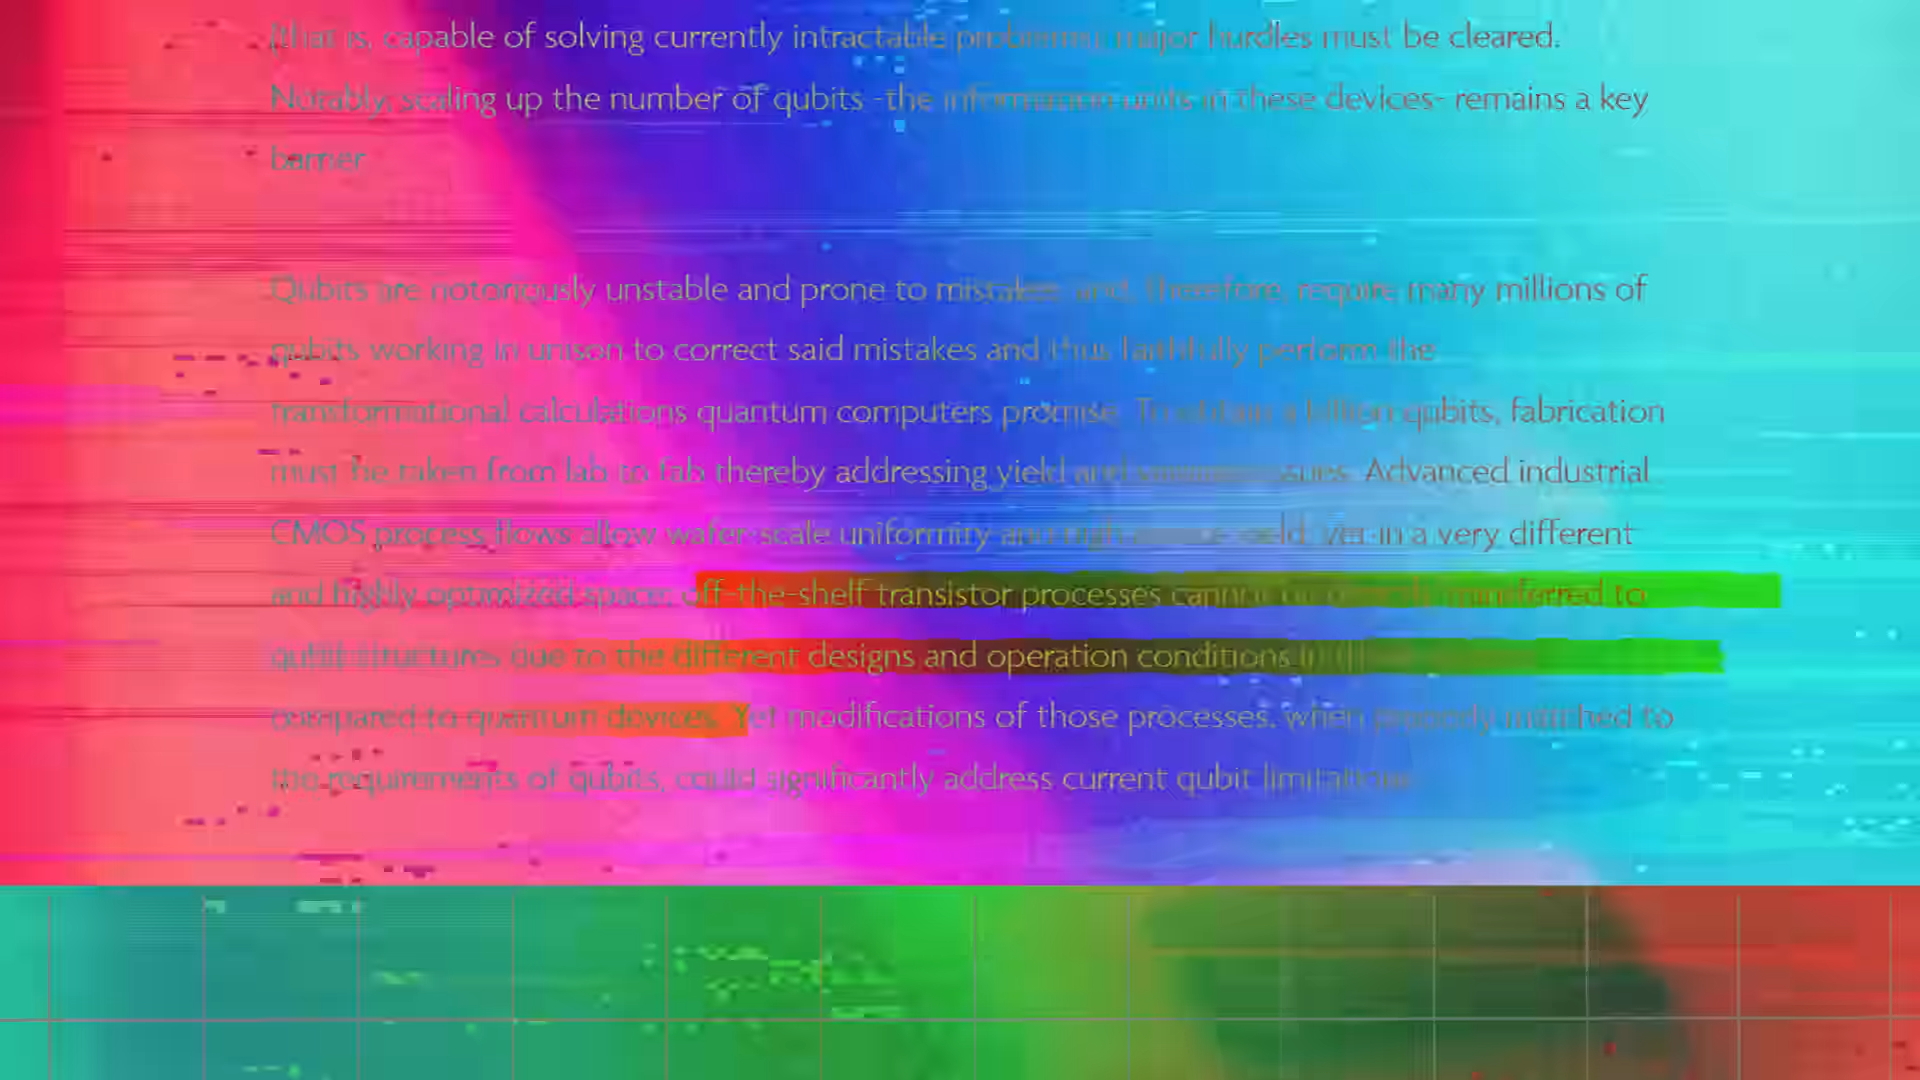 (that is, capable of solving currently intractable problems), major hurdles must be cleared.
Notably, scaling up the number of qubits -the information units in these devices- remains a key
barrier
Qubits are notoriously unstable and prone to mistakes and, therefore, require many millions of
qubits working in unison to correct said mistakes and thus faithfully perform the
transformational calculations quantum computers promise. To obtain a billion qubits, fabrication
must be taken from lab to fab thereby addressing yield and issues. Advanced industrial
CMOS process flows allow wafer-scale uniformity and high yield, yet in a very different
and highly optimized space: off-the-shelf transistor processes cannot be directly transferred to
qubit structures due to the different designs and operation conditions in
compared to quantum devices. Yet modifications of those processes, when properly matched to
the requirements of qubits, could significantly address current qubit limitations